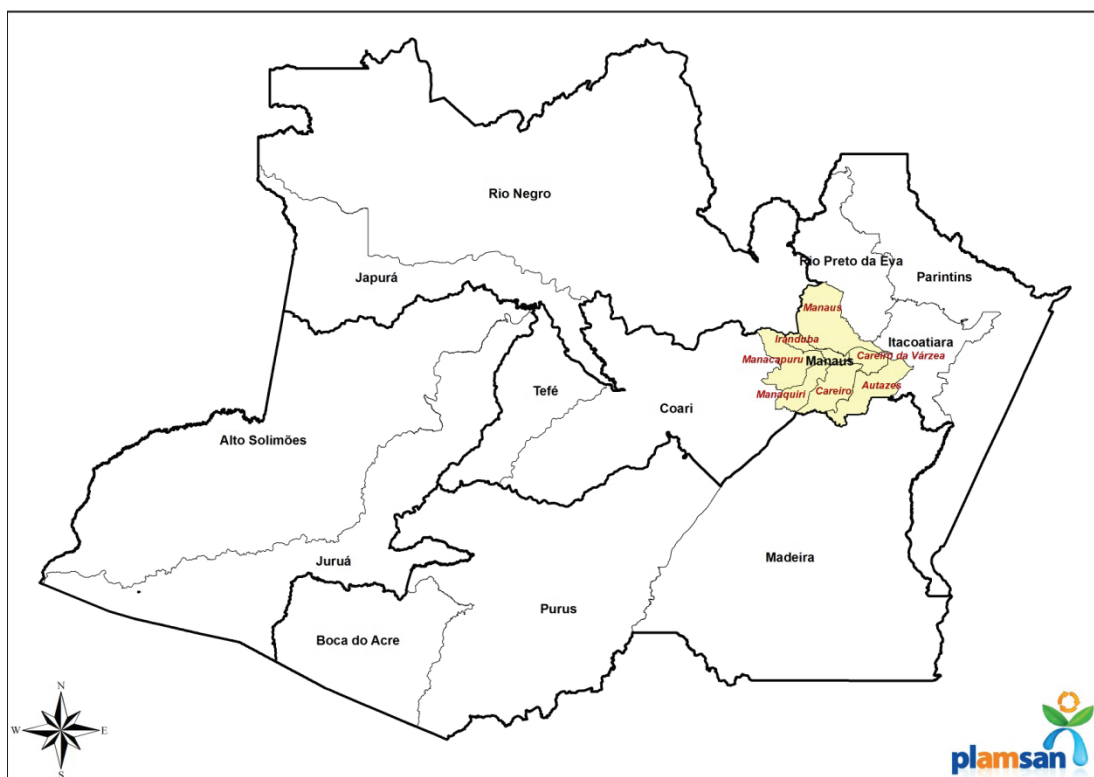 Rio Negro
Rio Preto da Eva
Japurá
Parintins
Manaus
Iranduba
Itacoatiara
Manacapuru
Manaus
Careiro da Várzea
Tefé
Manaquiri
Careiro
Autazes
Coari
Alto Solimões
Juruá
Madeira
Purus
Boca do Acre
N
W
E
S
plamsan